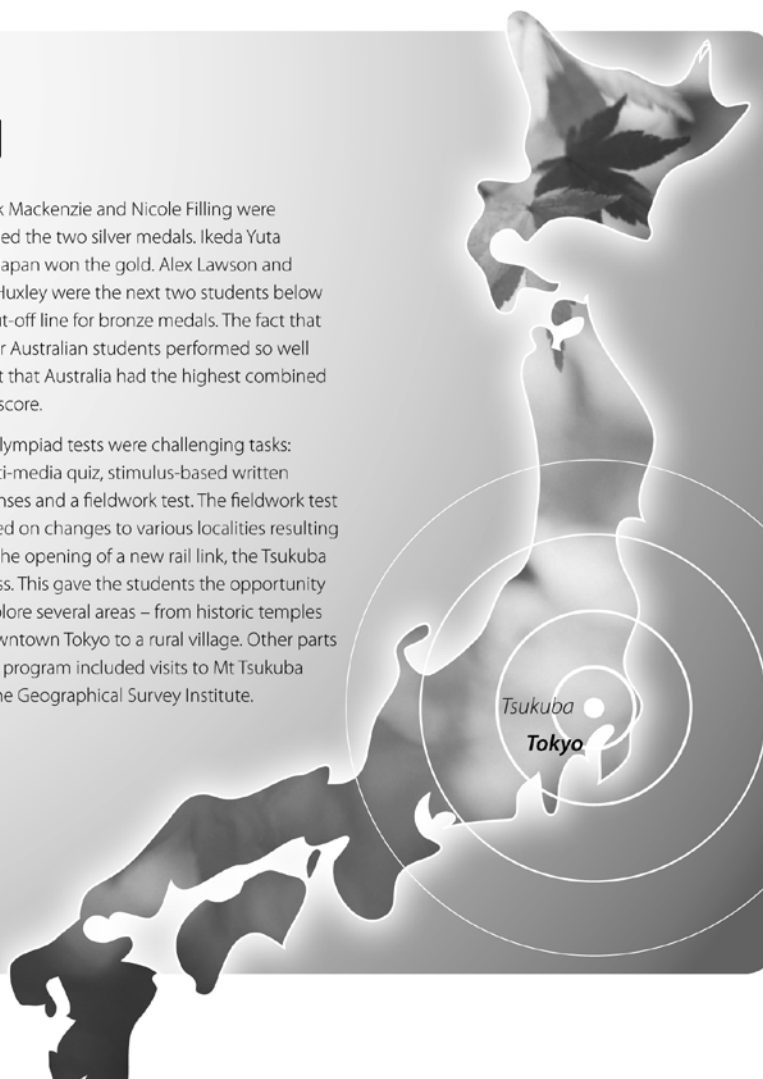 k Mackenzie and Nicole Filling were
ed the two silver medals. Ikeda Yuta
apan won the gold. Alex Lawson and
Huxley were the next two students below
t-off line for bronze medals. The fact that
r Australian students performed so well
t that Australia had the highest combined
score.
lympiad tests were challenging tasks:
ti-media quiz, stimulus-based written
nses and a fieldwork test. The fieldwork test
ed on changes to various localities resulting
he opening of a new rail link, the Tsukuba
ss. This gave the students the opportunity
plore several areas – from historic temples
wntown Tokyo to a rural village. Other parts
program included visits to Mt Tsukuba
ne Geographical Survey Institute.
Tsukuba
Tokyo